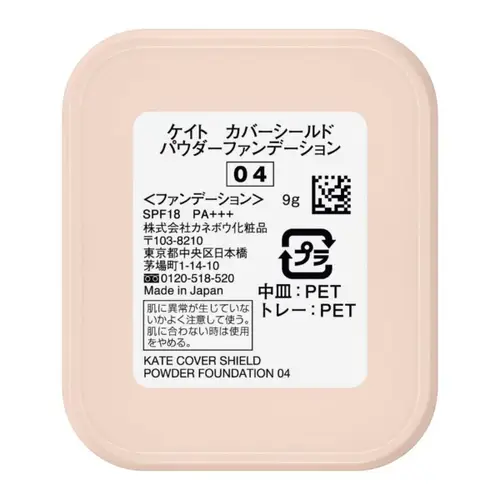 ケイト カバーシールド
パウダーファンデーション
04
＜ファンデーション＞ 9g
SPF18 PA+++
株式会社カネボウ化粧品
〒103-8210
東京都中央区日本橋
茅場町1-14-10
0120-518-520
Made in Japan
プラ
中皿：PET
トレー：PET
肌に異常が生じていな
いかよく注意して使う。
肌に合わない時は使用
をやめる。
KATE COVER SHIELD
POWDER FOUNDATION 04